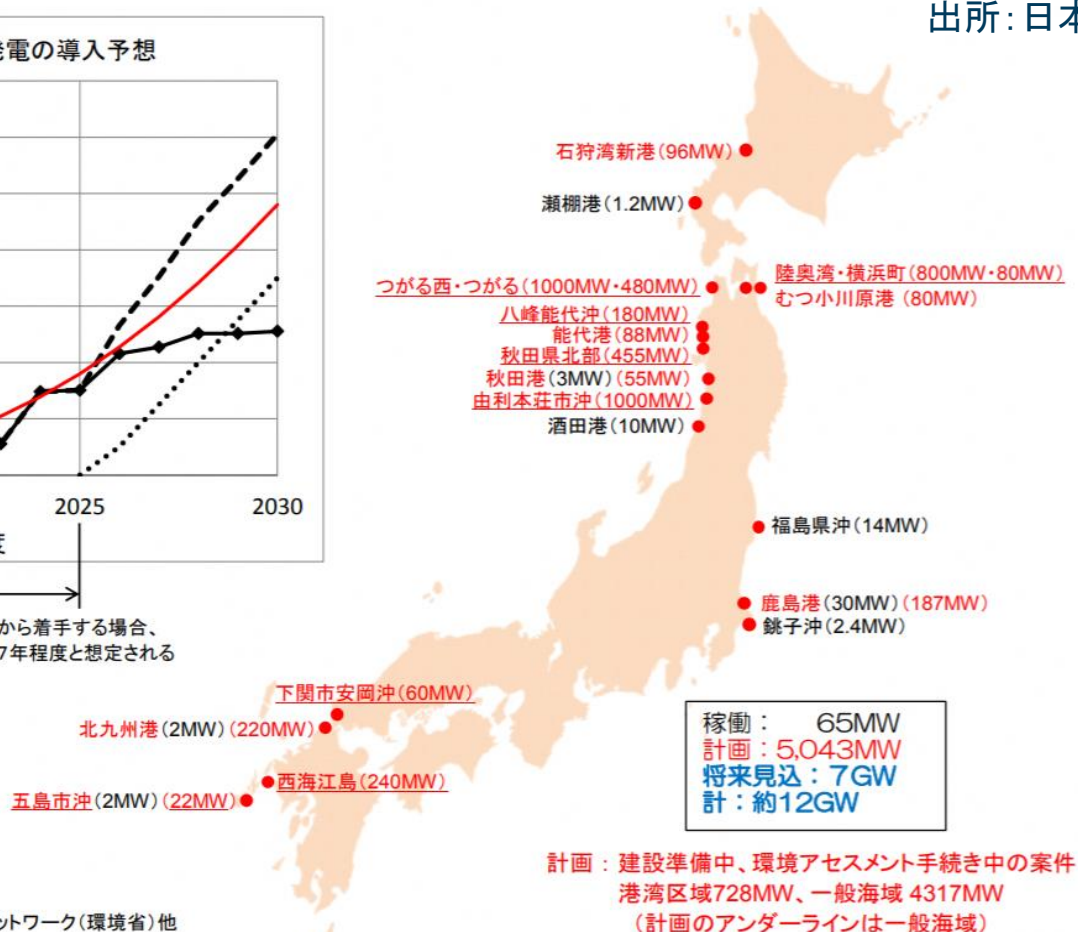 出所：日本
発電の導入予想
2025
2030
度
から着手する場合、
7年程度と想定される
石狩湾新港(96MW)
瀬棚港(1.2MW)
つがる西・つがる(1000MW・480MW)
陸奥湾・横浜町(800MW・80MW)
むつ小川原港 (80MW)
八峰能代沖(180MW)
能代港(88MW)
秋田県北部(455MW)
秋田港(3MW)(55MW)
由利本荘市沖(1000MW)
酒田港(10MW)
福島県沖(14MW)
鹿島港(30MW)(187MW)
銚子沖(2.4MW)
下関市安岡沖(60MW)
北九州港(2MW)(220MW)
西海江島(240MW)
五島市沖(2MW)(22MW)
稼働： 65MW
計画：5,043MW
将来見込：7GW
計：約12GW
計画：建設準備中、環境アセスメント手続き中の案件
港湾区域728MW、一般海域 4317MW
(計画のアンダーラインは一般海域)
ットワーク(環境省)他